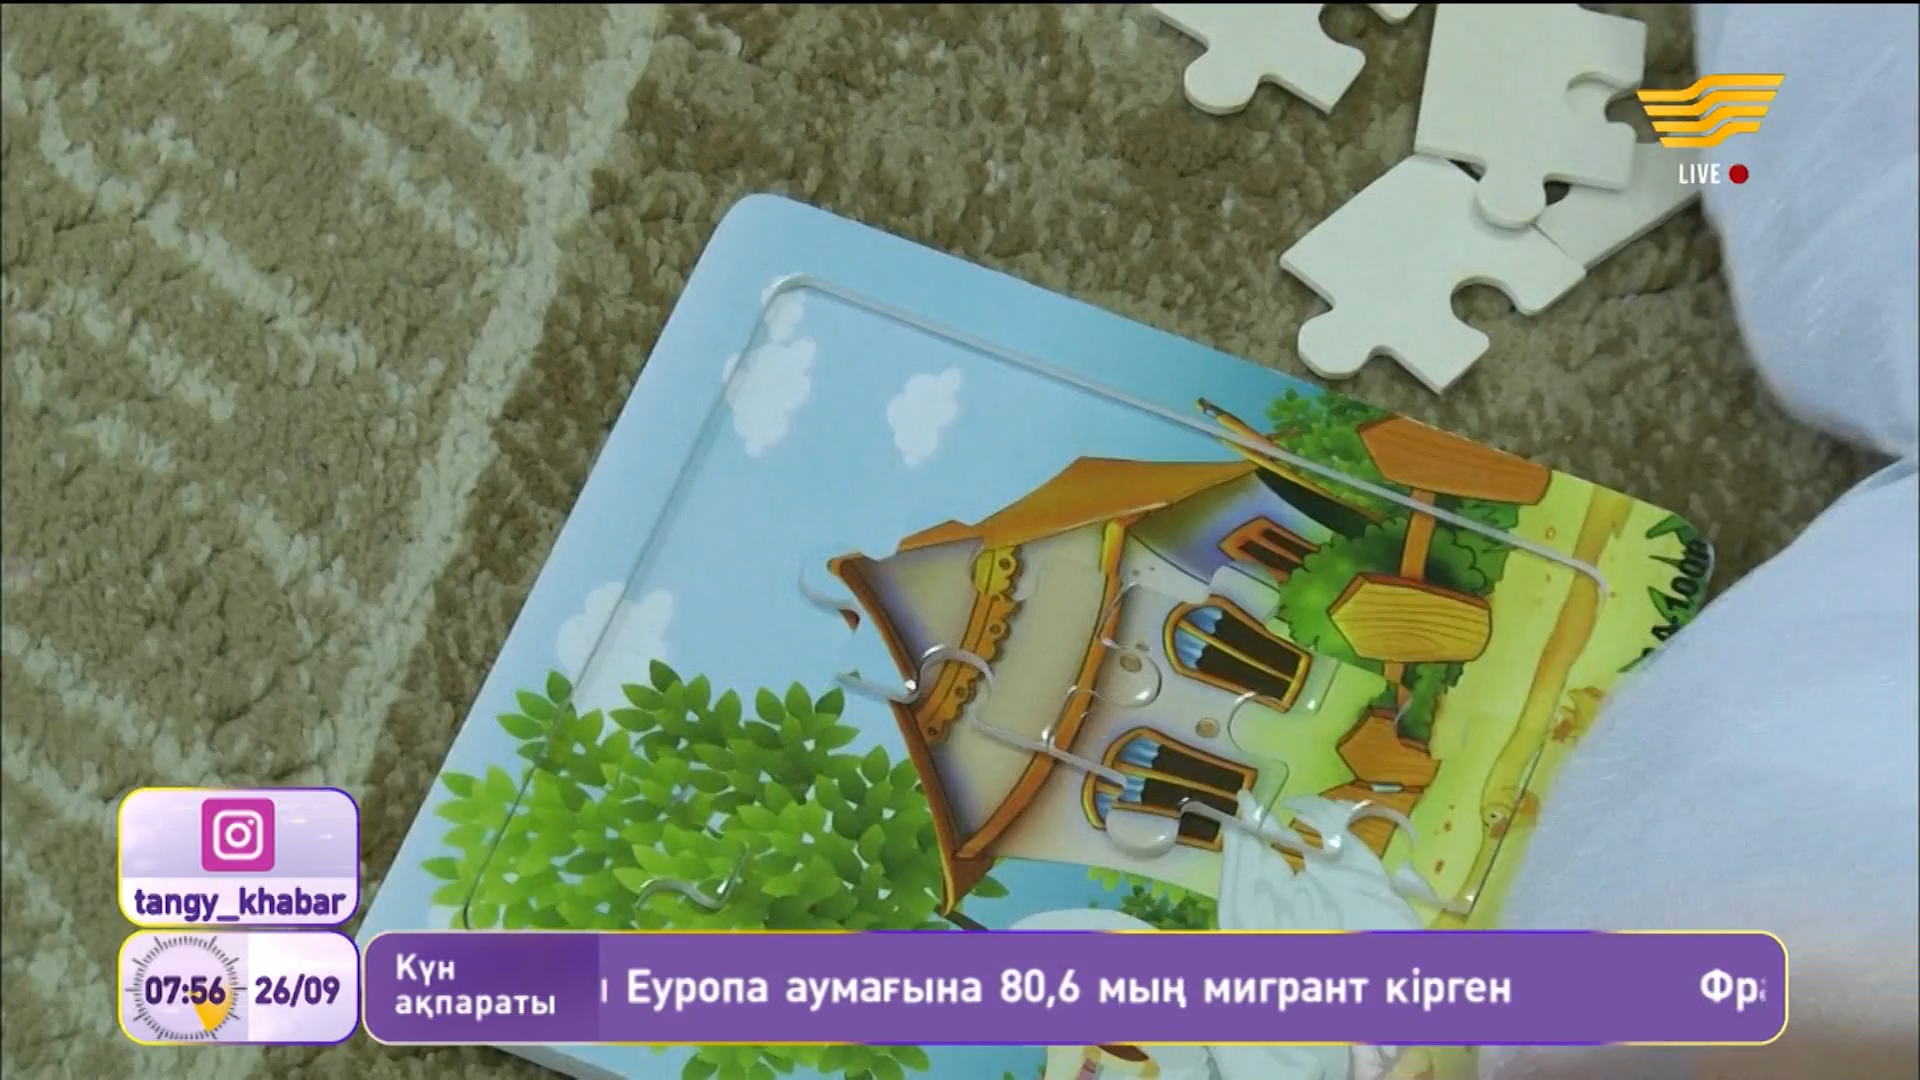 LIVE
tangy_khabar
07:56
26/09
Күн
ақпараты
Еуропа аумағына 80,6 мың мигрант кірген